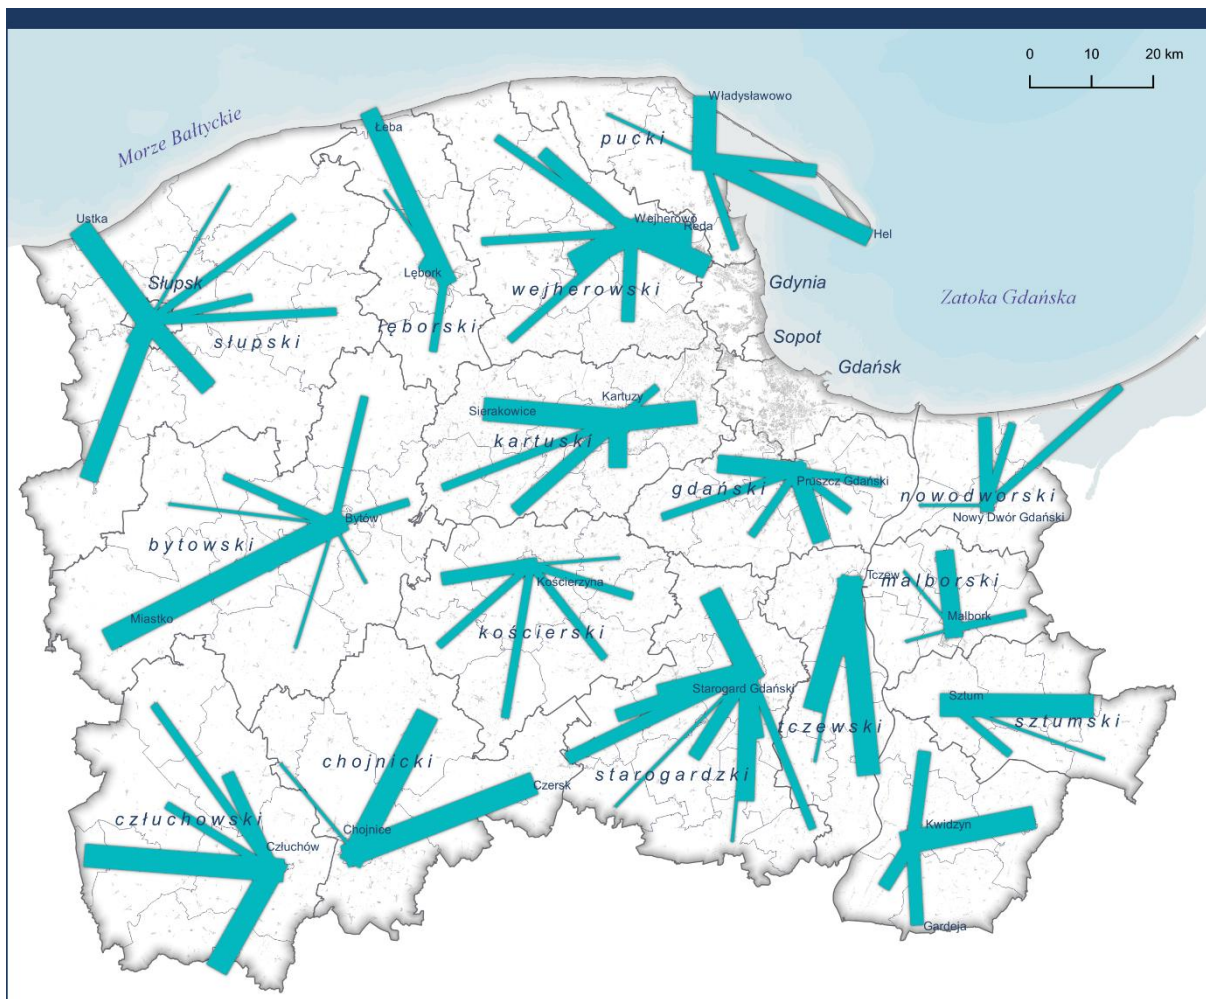 0 10 20 km
Władysławowo
Morze Bałtyckie
Łeba
pucki
Ustka
Wejherowo
Reda
Hel
Słupsk
Lębork
wejherowski
Gdynia
Zatoka Gdańska
lęborski
słupski
Sopot
Gdańsk
Kartuzy
Sierakowice
kartuski
gdański
Pruszcz Gdański
nowodworski
Nowy Dwór Gdański
Bytów
bytowski
Kościerzyna
Tczew
malborski
Miastko
kościerski
Malbork
Starogard Gdański
Sztum
sztumski
tczewski
chojnicki
starogardzki
Czersk
człuchowski
Chojnice
Kwidzyn
Człuchów
Gardeja